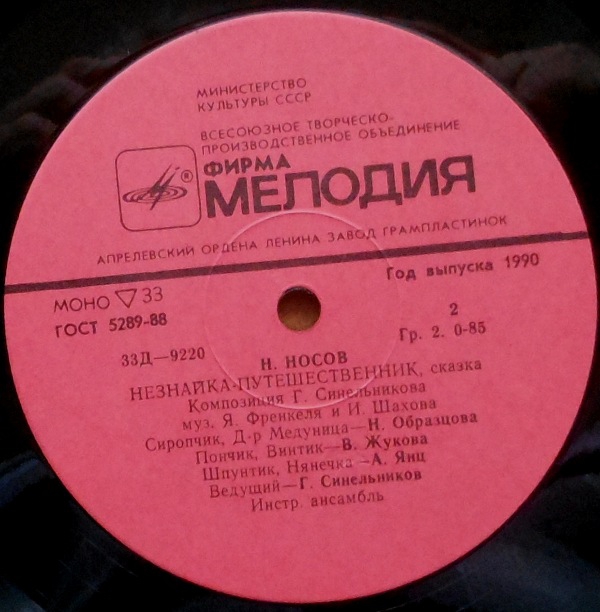 МИНИСТЕРСТВО
КУЛЬТУРЫ СССР
ВСЕСОЮЗНОЕ ТВОРЧЕСКО-
ПРОИЗВОДСТВЕННОЕ ОБЪЕДИНЕНИЕ
®
ФИРМА
МЕЛОДИЯ
АПРЕЛЕВСКИЙ ОРДЕНА ЛЕНИНА ЗАВОД ГРАМПЛАСТИНОК
МОНО ▽ 33
Год выпуска 1990
ГОСТ 5289-88
2
33Д—9220
Гр. 2. 0-85
Н. НОСОВ
НЕЗНАЙКА-ПУТЕШЕСТВЕННИК, сказка
Композиция Г. Синельникова
муз. Я. Френкеля и И. Шахова
Сиропчик, Д-р Медуница—Н. Образцова
Пончик, Винтик—В. Жукова
Шпунтик, Нянечка—А. Янц
Ведущий—Г. Синельников
Инстр. ансамбль